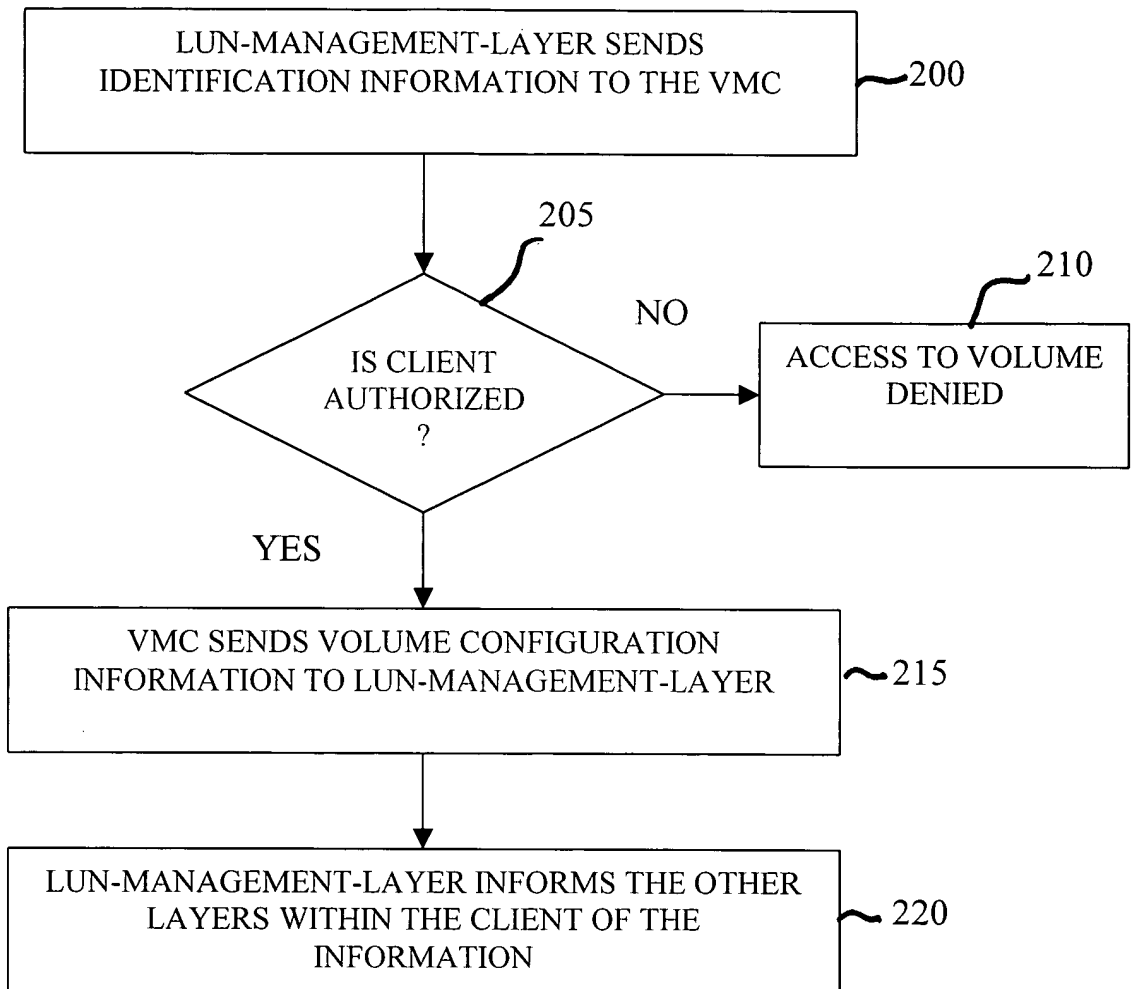 LUN-MANAGEMENT-LAYER SENDS
IDENTIFICATION INFORMATION TO THE VMC
200
205
210
NO
IS CLIENT
AUTHORIZED
?
ACCESS TO VOLUME
DENIED
YES
VMC SENDS VOLUME CONFIGURATION
INFORMATION TO LUN-MANAGEMENT-LAYER
215
LUN-MANAGEMENT-LAYER INFORMS THE OTHER
LAYERS WITHIN THE CLIENT OF THE
INFORMATION
220